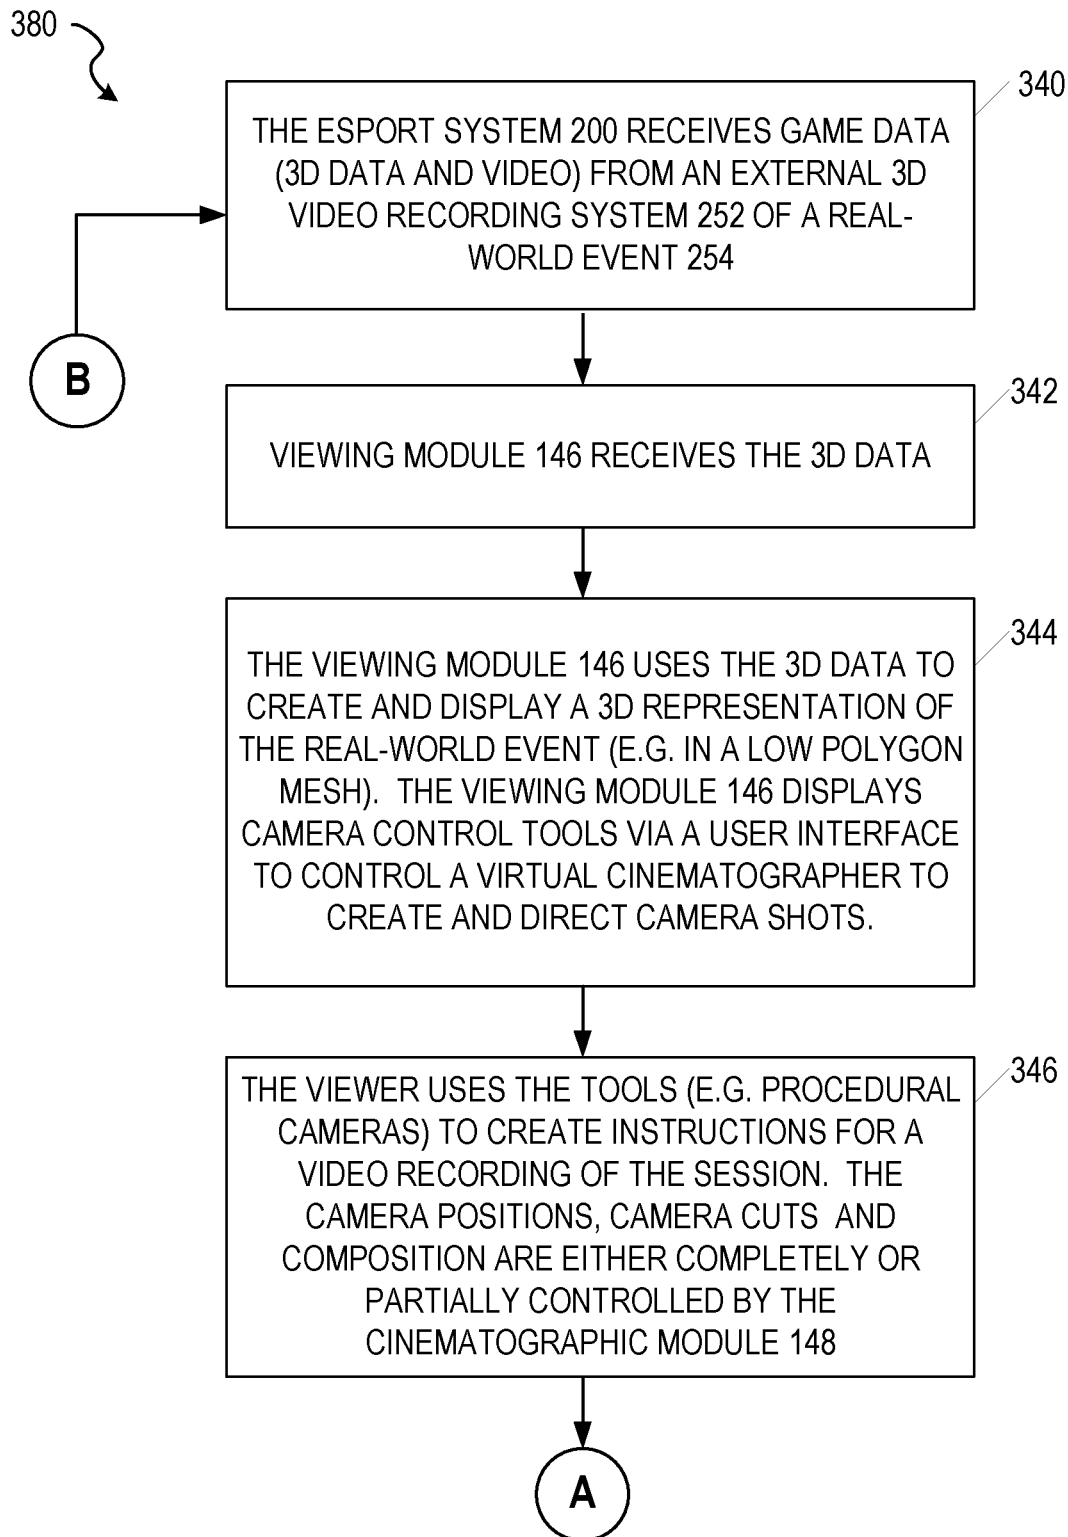 380
340
THE ESPORT SYSTEM 200 RECEIVES GAME DATA
(3D DATA AND VIDEO) FROM AN EXTERNAL 3D
VIDEO RECORDING SYSTEM 252 OF A REAL-
WORLD EVENT 254
B
342
VIEWING MODULE 146 RECEIVES THE 3D DATA
344
THE VIEWING MODULE 146 USES THE 3D DATA TO
CREATE AND DISPLAY A 3D REPRESENTATION OF
THE REAL-WORLD EVENT (E.G. IN A LOW POLYGON
MESH).  THE VIEWING MODULE 146 DISPLAYS
CAMERA CONTROL TOOLS VIA A USER INTERFACE
TO CONTROL A VIRTUAL CINEMATOGRAPHER TO
CREATE AND DIRECT CAMERA SHOTS.
346
THE VIEWER USES THE TOOLS (E.G. PROCEDURAL
CAMERAS) TO CREATE INSTRUCTIONS FOR A
VIDEO RECORDING OF THE SESSION.  THE
CAMERA POSITIONS, CAMERA CUTS  AND
COMPOSITION ARE EITHER COMPLETELY OR
PARTIALLY CONTROLLED BY THE
CINEMATOGRAPHIC MODULE 148
A